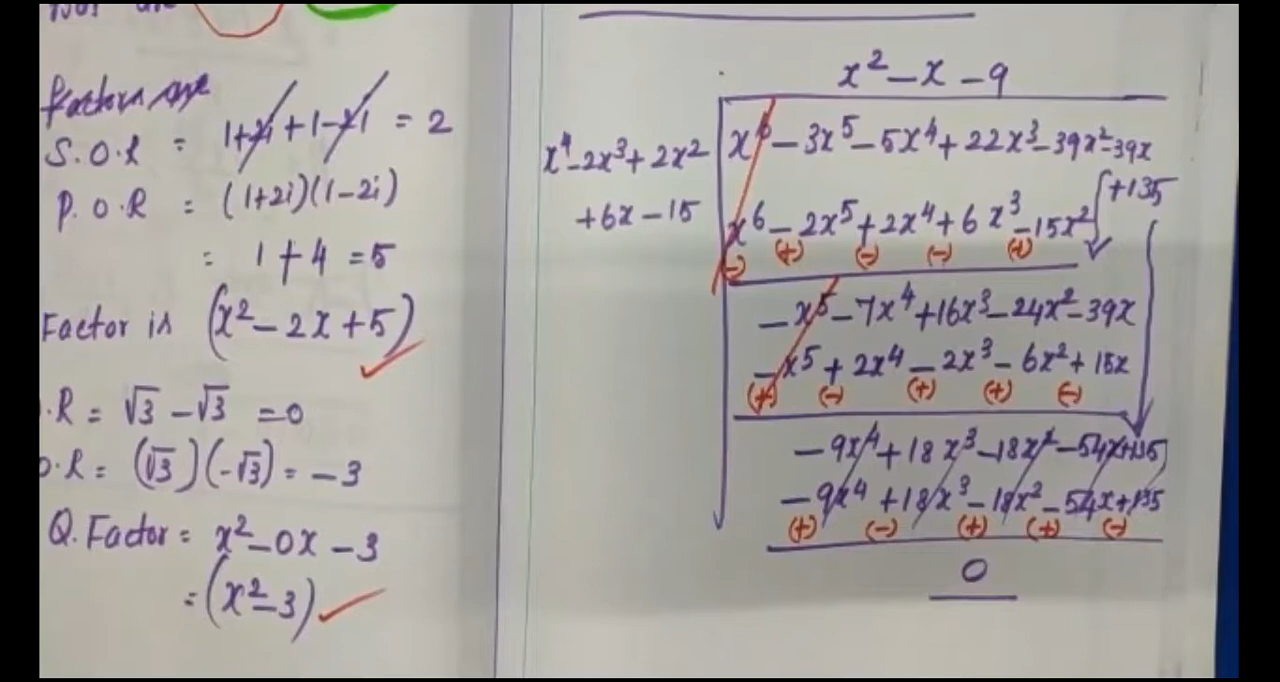 Factors are
S.O.R = 1+2i + 1-2i = 2
P.O.R = (1+2i)(1-2i)
= 1+4 = 5
Factor is (x²-2x+5)
.R = √3 - √3 = 0
O.R = (√3)(-√3) = -3
Q. Factor = x²-0x-3
= (x²-3)
x²-x-9
x⁴-2x³+2x²
+6x-15
x⁶-3x⁵-5x⁴+22x³-39x²-39x
+135
x⁶-2x⁵+2x⁴+6x³-15x²
(-) (+) (-) (-) (+)
-x⁵-7x⁴+16x³-24x²-39x
-x⁵+2x⁴-2x³-6x²+15x
(+) (-) (+) (+) (-)
-9x⁴+18x³-18x²-54x+135
-9x⁴+18x³-18x²-54x+135
(+) (-) (+) (+) (-)
0